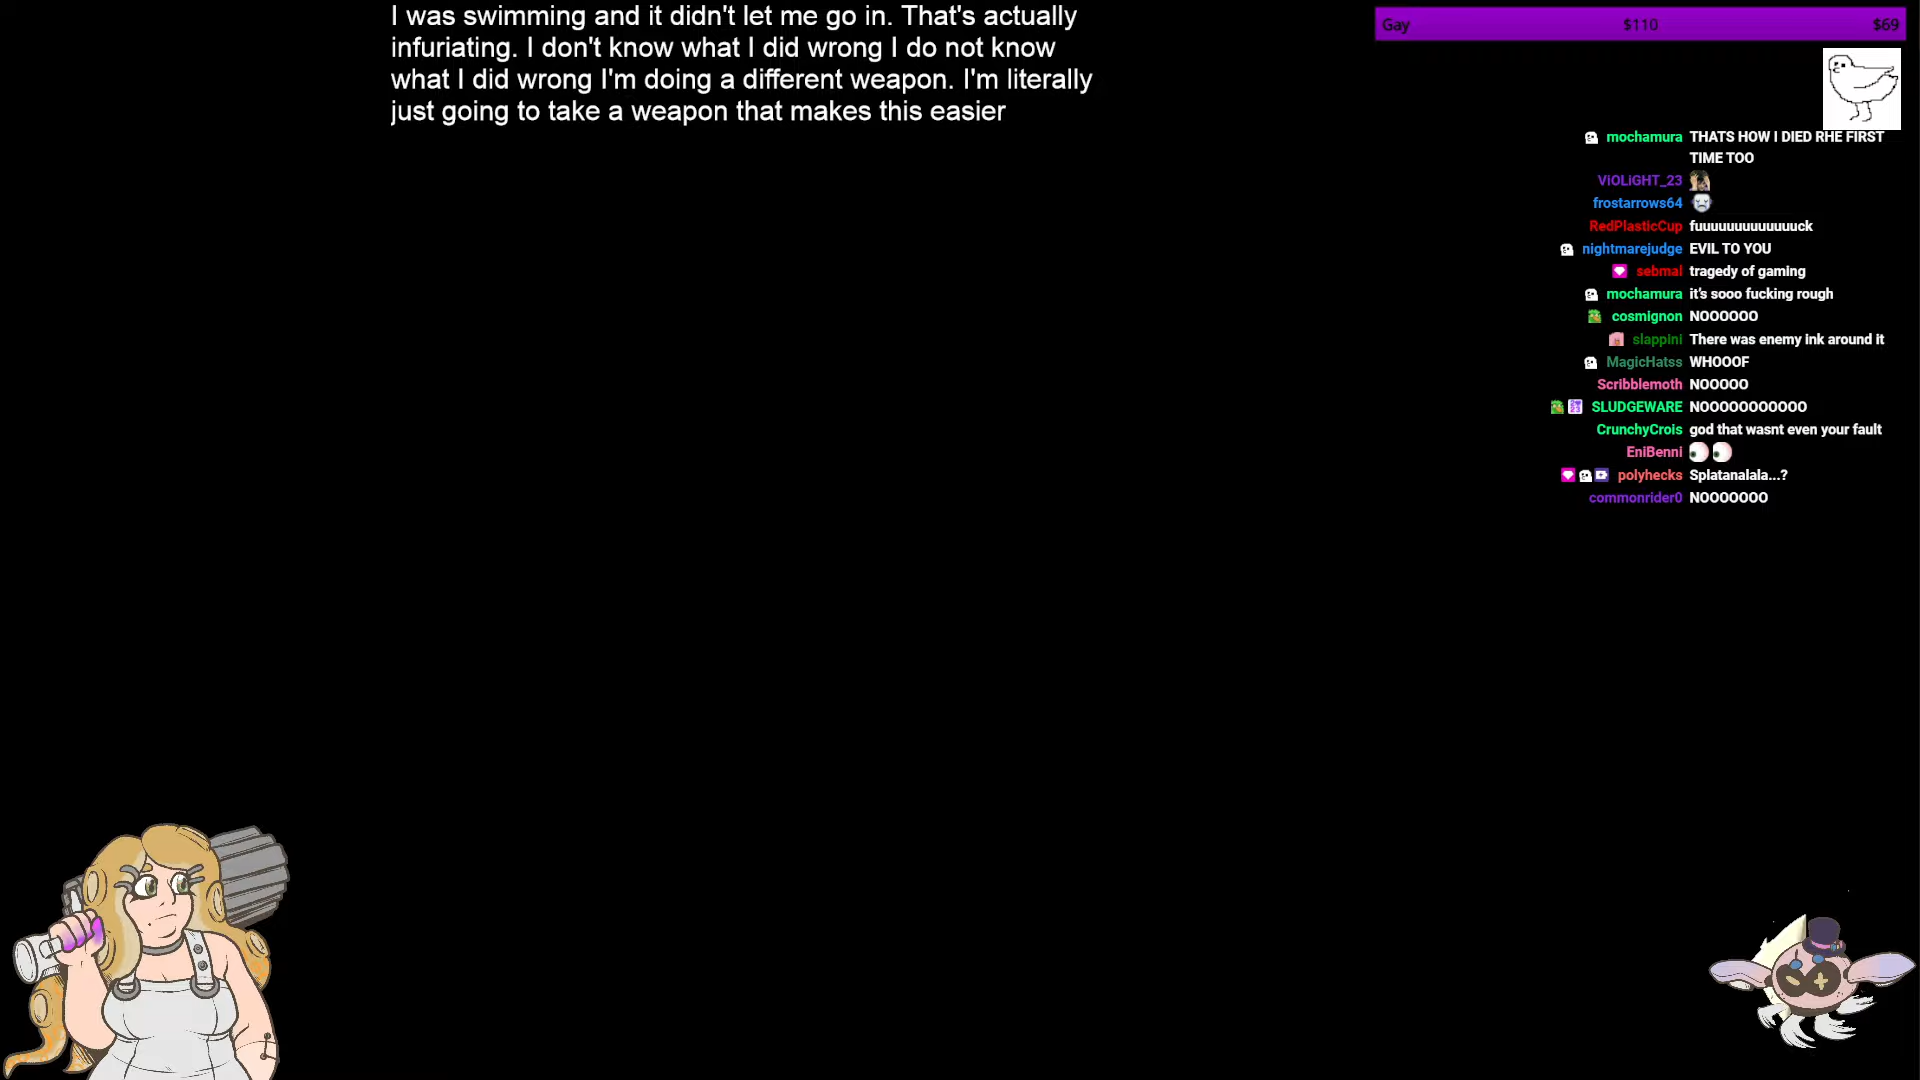 I was swimming and it didn't let me go in. That's actually
infuriating. I don't know what I did wrong I do not know
what I did wrong I'm doing a different weapon. I'm literally
just going to take a weapon that makes this easier
Gay $110 $69
mochamura THATS HOW I DIED RHE FIRST
TIME TOO
ViOLiGHT_23
frostarrows64
RedPlasticCup fuuuuuuuuuuuuuck
nightmarejudge EVIL TO YOU
sebmal tragedy of gaming
mochamura it's sooo fucking rough
cosmignon NOOOOOO
slappini There was enemy ink around it
MagicHatss WHOOOF
Scribblemoth NOOOOO
SLUDGEWARE NOOOOOOOOOOO
CrunchyCrois god that wasnt even your fault
EniBenni
polyhecks Splatanalala...?
commonrider0 NOOOOOOO